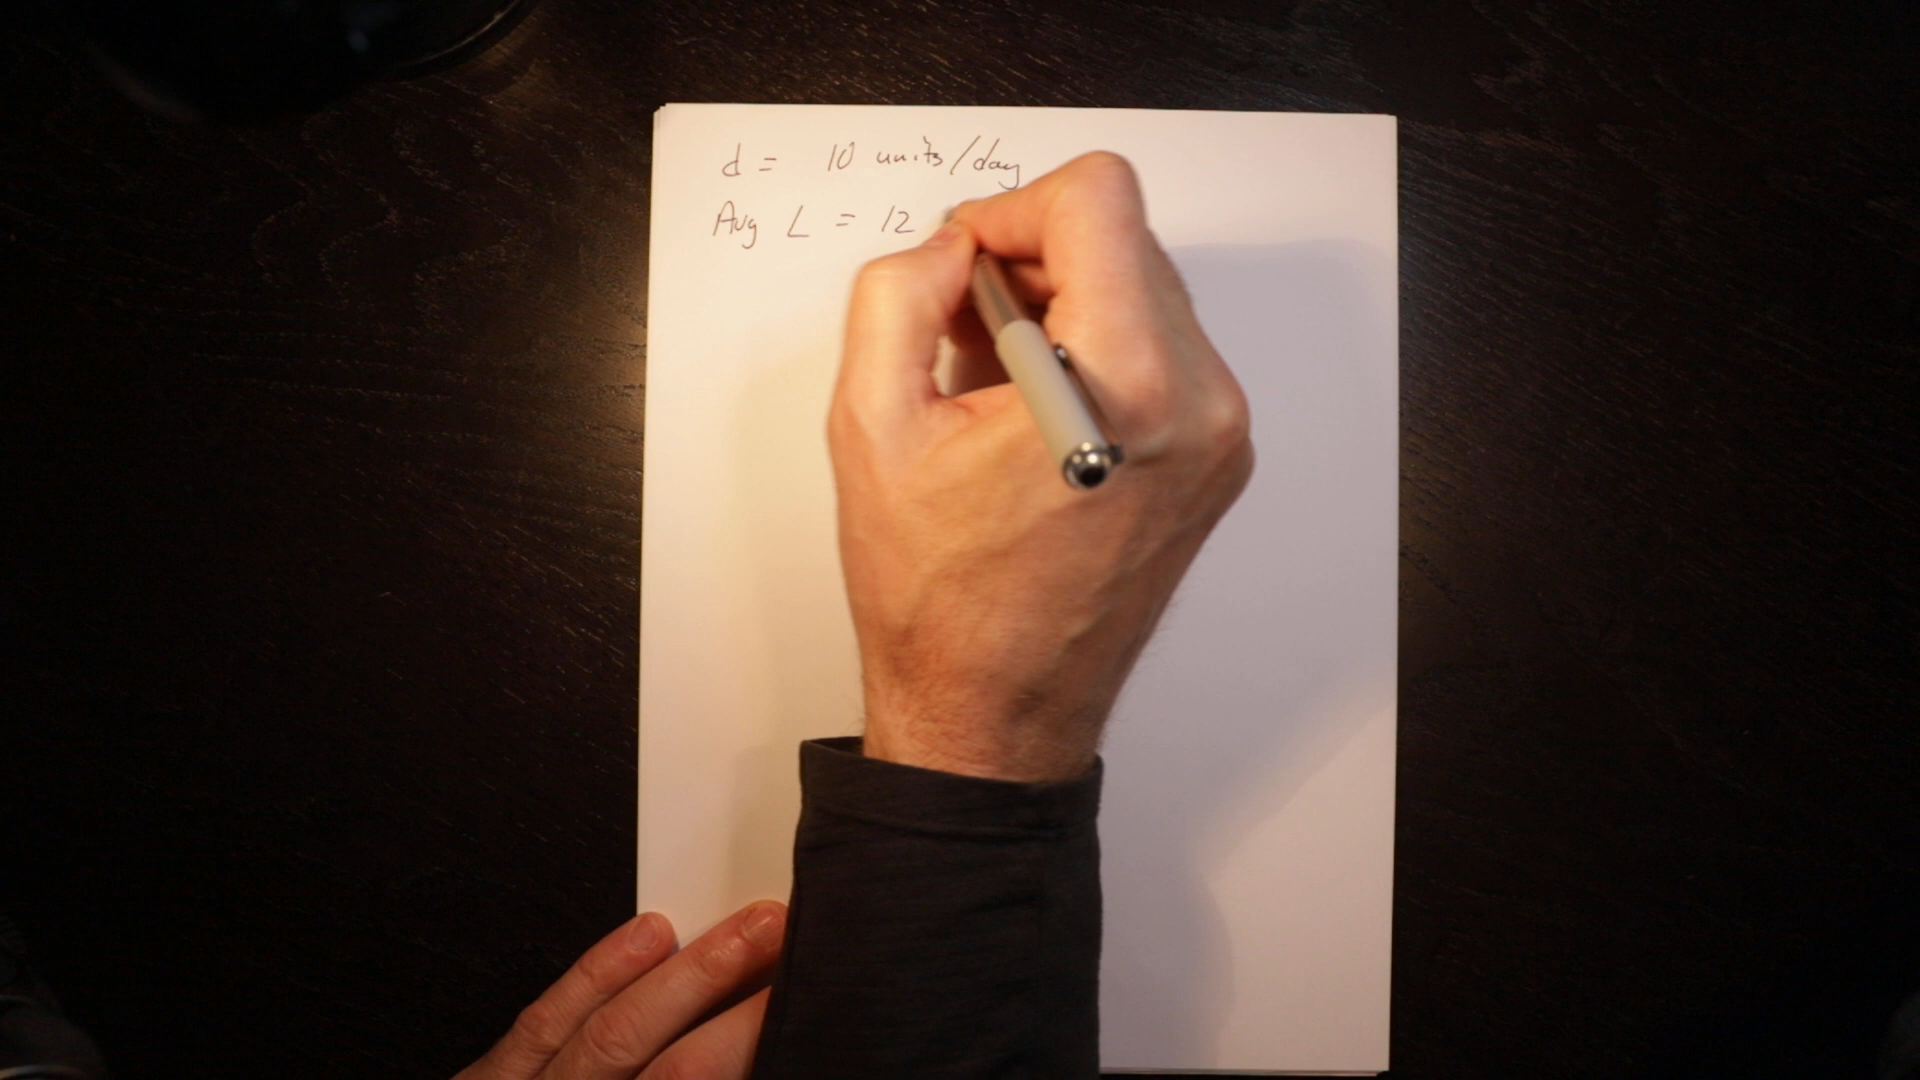 d = 10 units/day
Avg L = 12